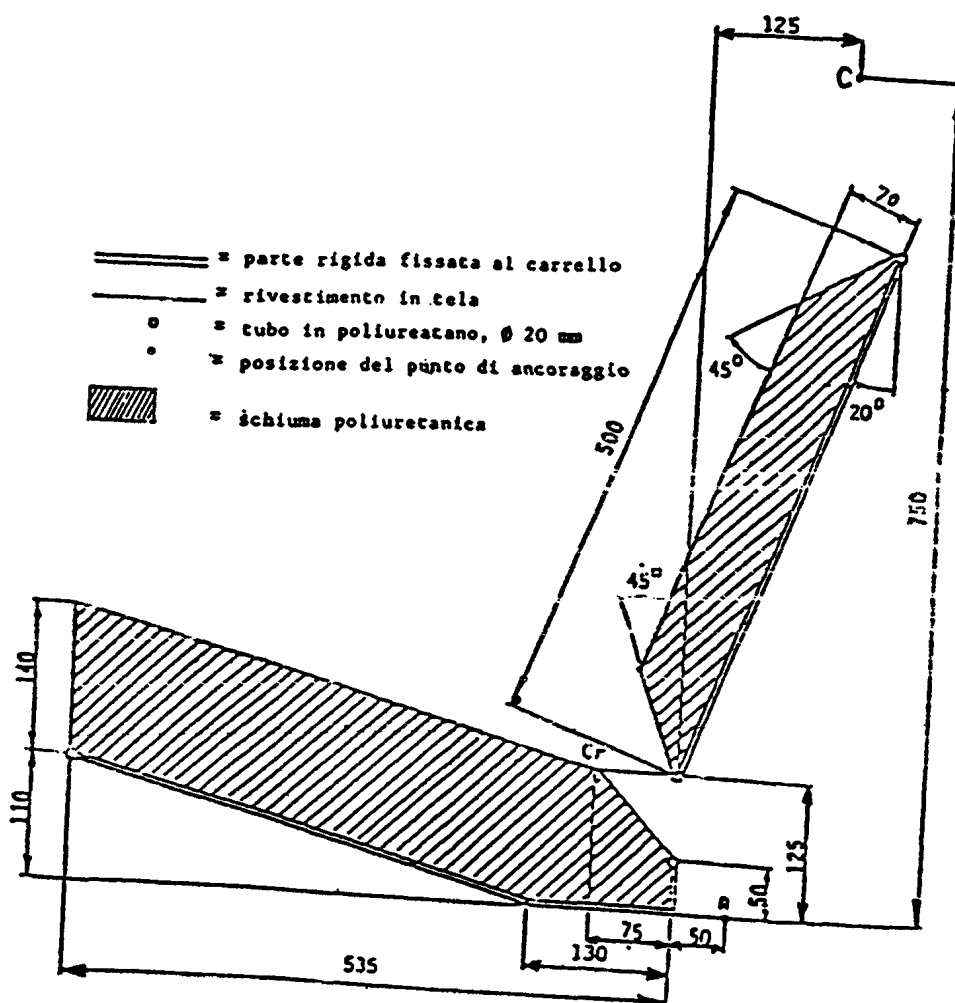 125
C
70
= parte rigida fissata al carrello
= rivestimento in tela
= tubo in poliureatano, ø 20 mm
= posizione del punto di ancoraggio
= schiuma poliuretanica
45°
20°
500
750
45°
140
Cr
110
125
50
75
50
130
535